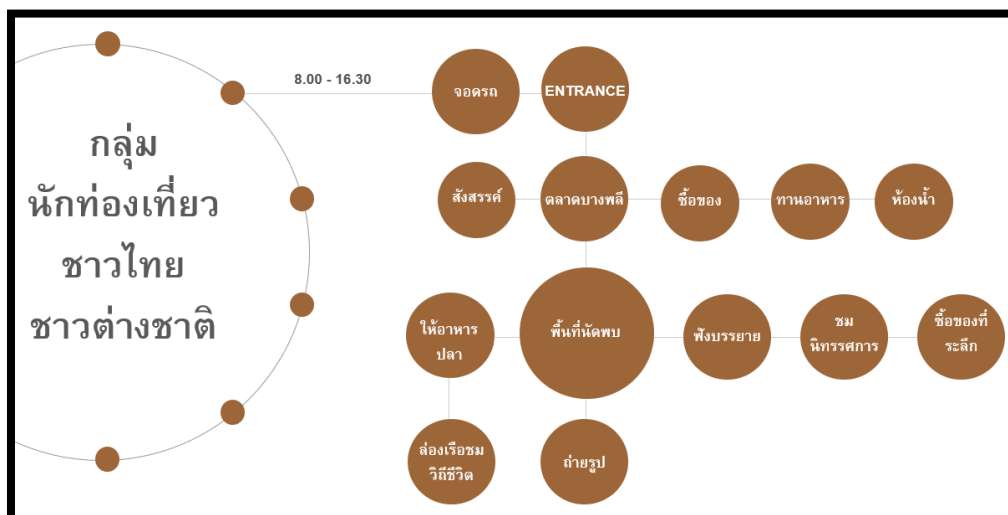 กลุ่ม
นักท่องเที่ยว
ชาวไทย
ชาวต่างชาติ
8.00 - 16.30
จอดรถ
ENTRANCE
สังสรรค์
ตลาดบางพลี
ซื้อของ
ทานอาหาร
ห้องน้ำ
ให้อาหาร
ปลา
พื้นที่นัดพบ
ฟังบรรยาย
ชม
นิทรรศการ
ซื้อของที่
ระลึก
ล่องเรือชม
วิถีชีวิต
ถ่ายรูป